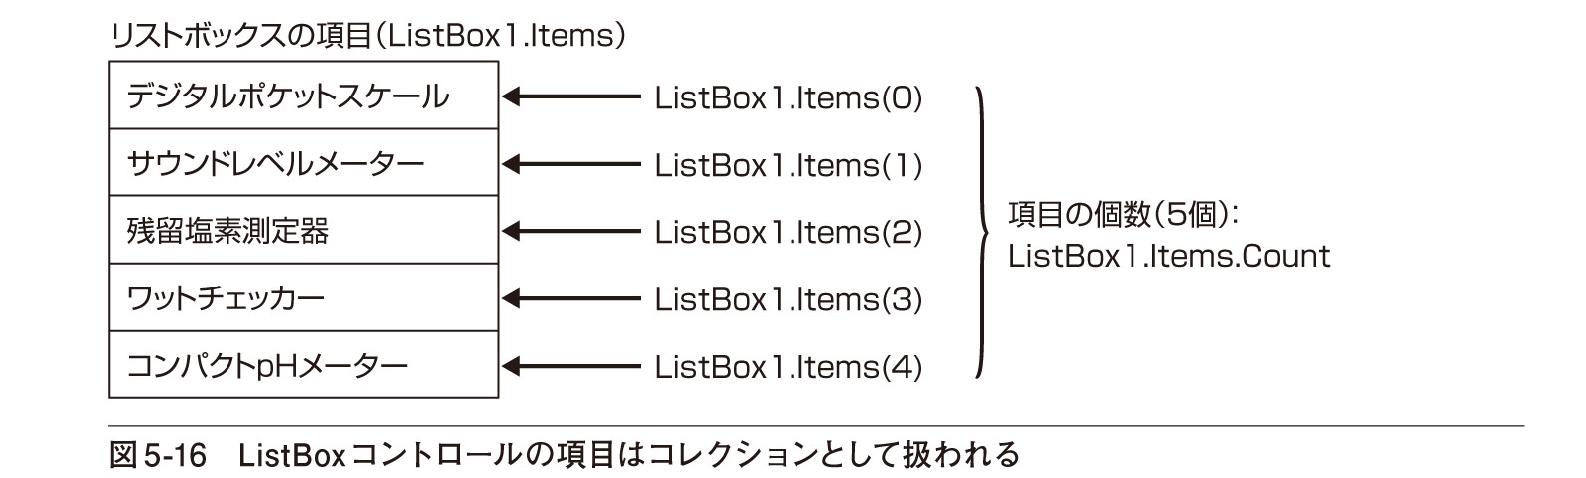 リストボックスの項目（ListBox1.Items）
デジタルポケットスケール
ListBox1.Items(0)
サウンドレベルメーター
ListBox1.Items(1)
残留塩素測定器
ListBox1.Items(2)
ワットチェッカー
ListBox1.Items(3)
コンパクトpHメーター
ListBox1.Items(4)
項目の個数（5個）：
ListBox1.Items.Count
図5-16 ListBoxコントロールの項目はコレクションとして扱われる